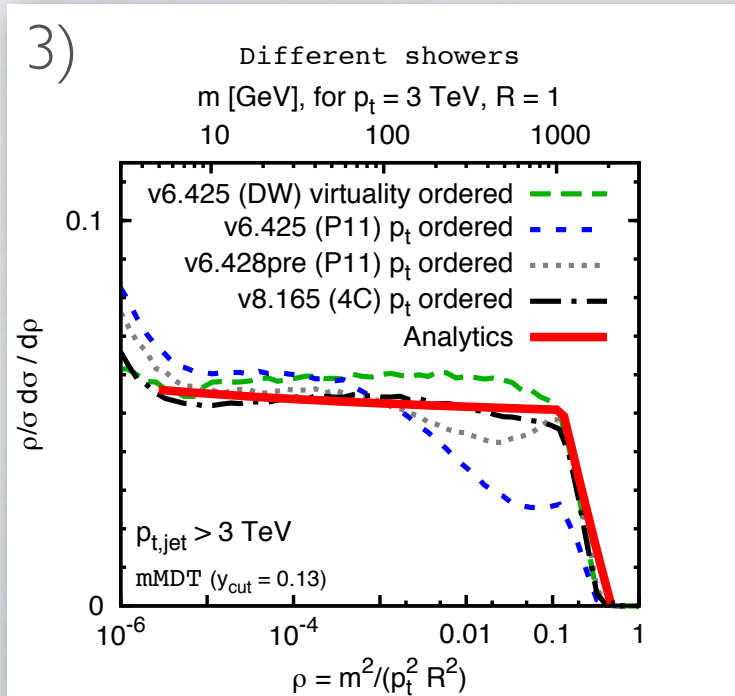 3)
Different showers
m [GeV], for pt = 3 TeV, R = 1
10 100 1000
0.1
v6.425 (DW) virtuality ordered
v6.425 (P11) pt ordered
v6.428pre (P11) pt ordered
v8.165 (4C) pt ordered
Analytics
ρ/σ dσ / dρ
pt,jet > 3 TeV
mMDT (ycut = 0.13)
0
10-6 10-4 0.01 0.1 1
ρ = m2/(pt2 R2)